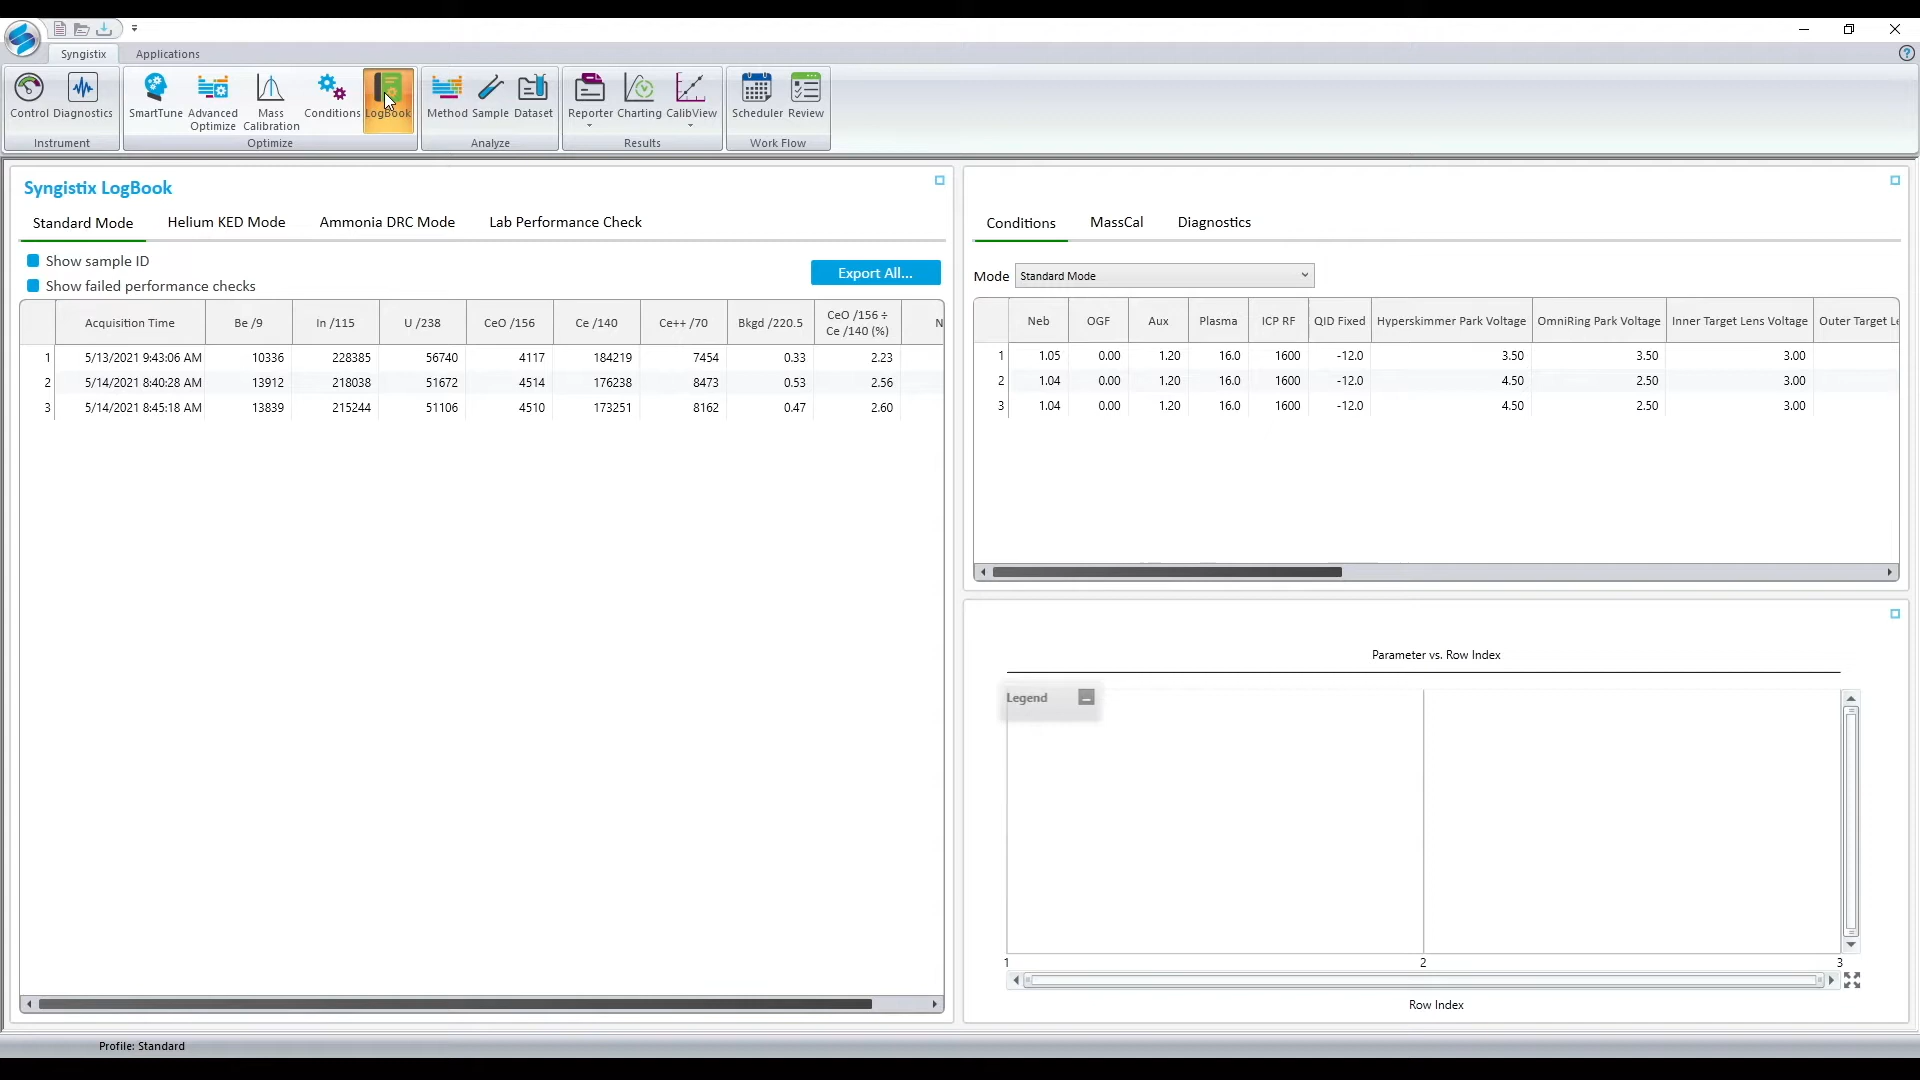 Syngistix Applications
Control Diagnostics SmartTune Advanced Optimize Mass Calibration Conditions LogBook Method Sample Dataset Reporter Charting CalibView Scheduler Review
Instrument Optimize Analyze Results Work Flow
Syngistix LogBook
Standard Mode Helium KED Mode Ammonia DRC Mode Lab Performance Check
Show sample ID
Show failed performance checks
Export All...
Acquisition Time Be /9 In /115 U /238 CeO /156 Ce /140 Ce++ /70 Bkgd /220.5 CeO /156 ÷ Ce /140 (%) N
1 5/13/2021 9:43:06 AM 10336 228385 56740 4117 184219 7454 0.33 2.23
2 5/14/2021 8:40:28 AM 13912 218038 51672 4514 176238 8473 0.53 2.56
3 5/14/2021 8:45:18 AM 13839 215244 51106 4510 173251 8162 0.47 2.60
Conditions MassCal Diagnostics
Mode Standard Mode
Neb OGF Aux Plasma ICP RF QID Fixed Hyperskimmer Park Voltage OmniRing Park Voltage Inner Target Lens Voltage Outer Target Le
1 1.05 0.00 1.20 16.0 1600 -12.0 3.50 3.50 3.00
2 1.04 0.00 1.20 16.0 1600 -12.0 4.50 2.50 3.00
3 1.04 0.00 1.20 16.0 1600 -12.0 4.50 2.50 3.00
Parameter vs. Row Index
Legend
1 2 3
Row Index
Profile: Standard